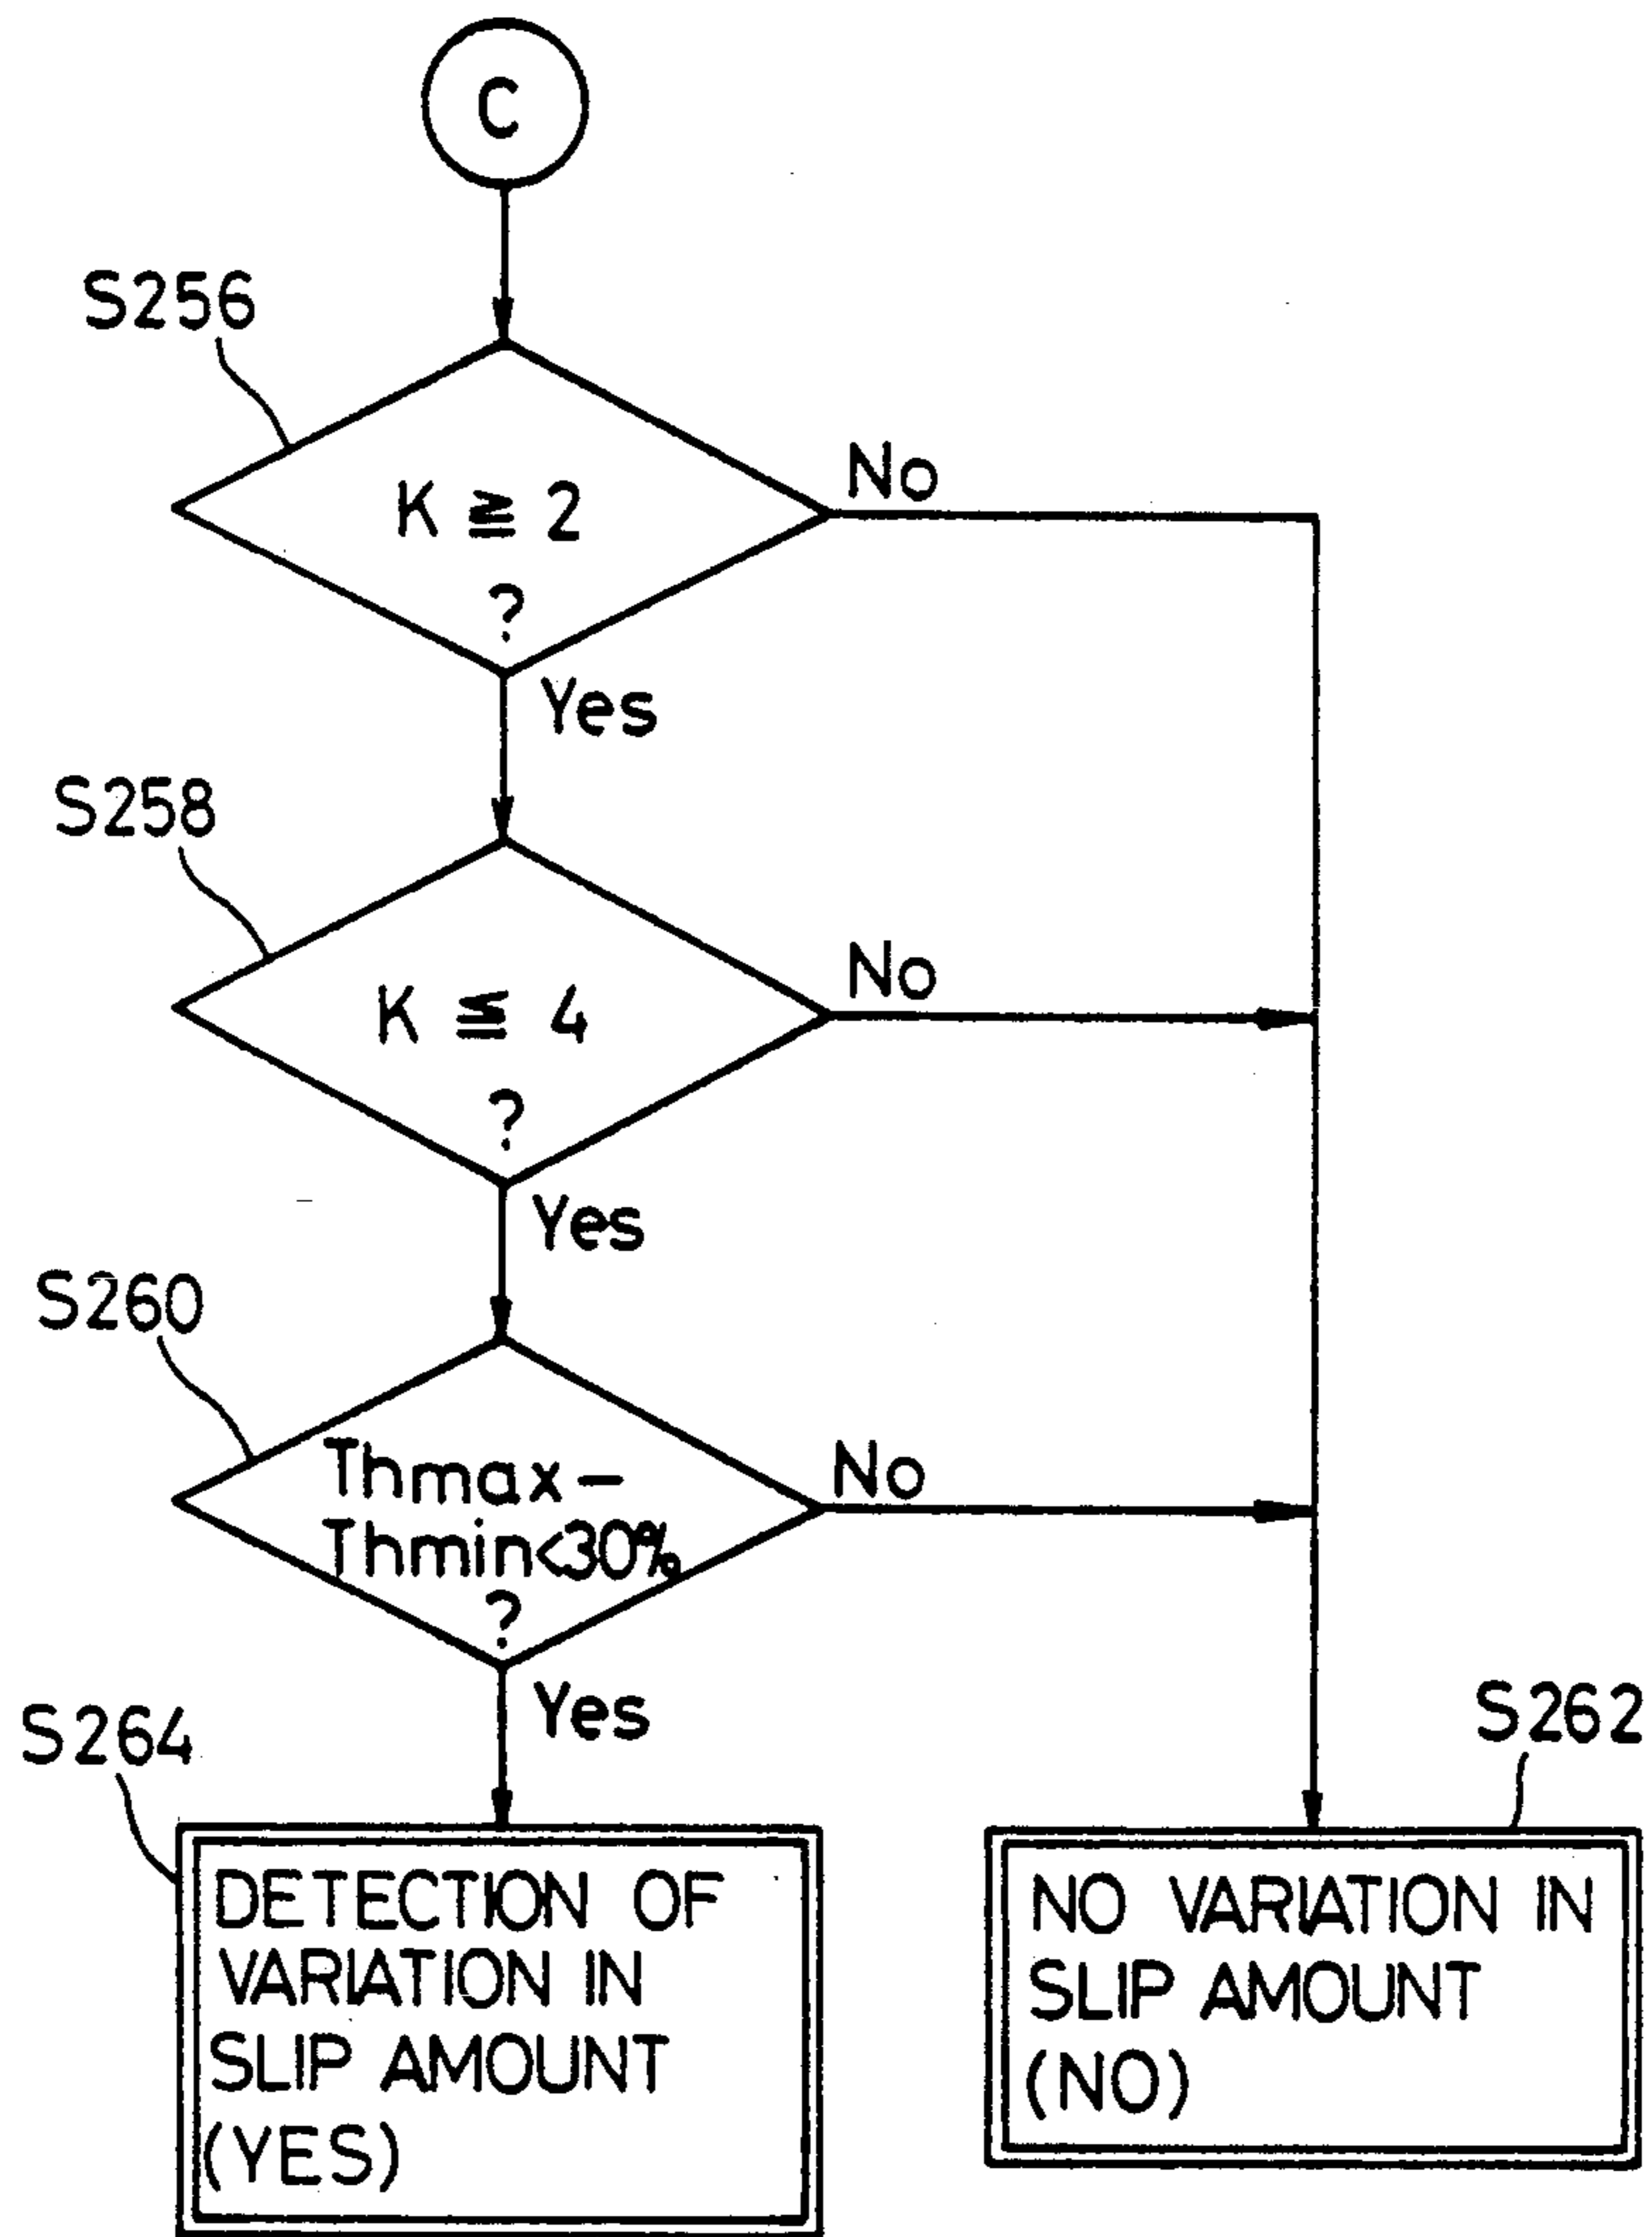 C
S256
K ≧ 2
?
No
Yes
S258
K ≦ 4
?
No
Yes
S260
Thmax–
Thmin<30%
?
No
Yes
S264
S262
DETECTION OF
VARIATION IN
SLIP AMOUNT
(YES)
NO VARIATION IN
SLIP AMOUNT
(NO)